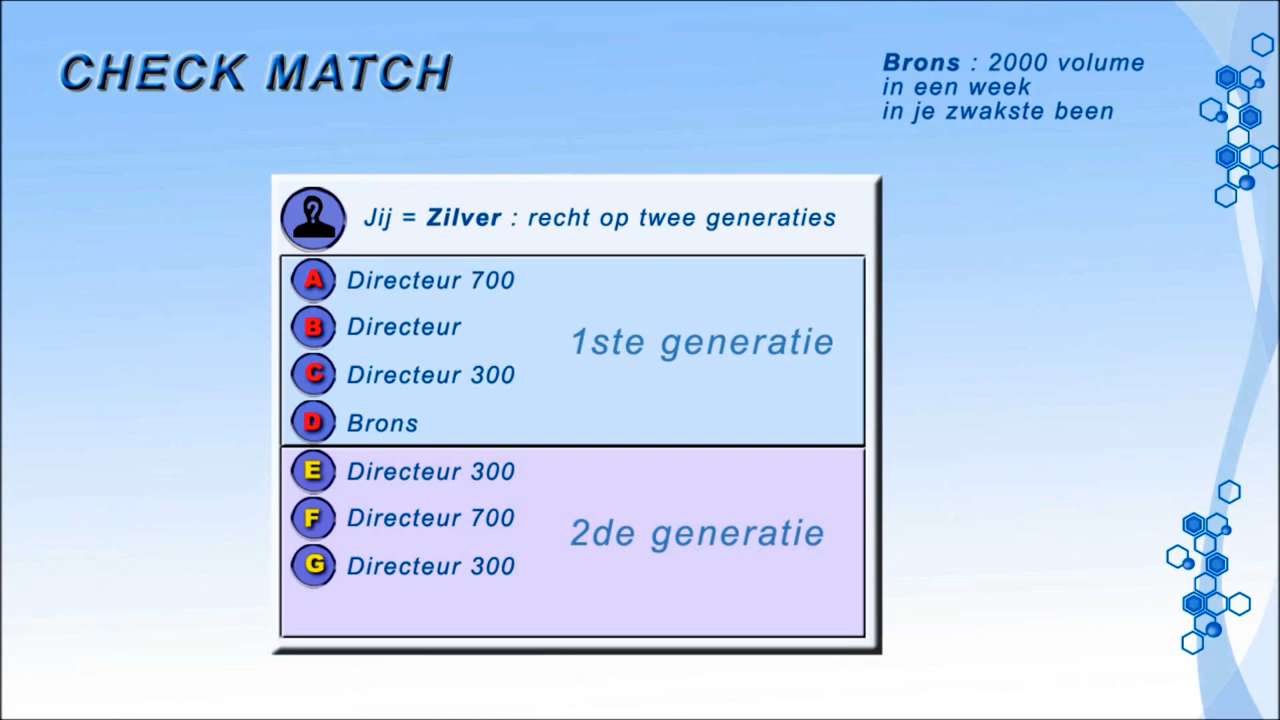 CHECK MATCH
Brons : 2000 volume
in een week
in je zwakste been
Jij = Zilver : recht op twee generaties
A Directeur 700
B Directeur
C Directeur 300
D Brons
1ste generatie
E Directeur 300
F Directeur 700
G Directeur 300
2de generatie